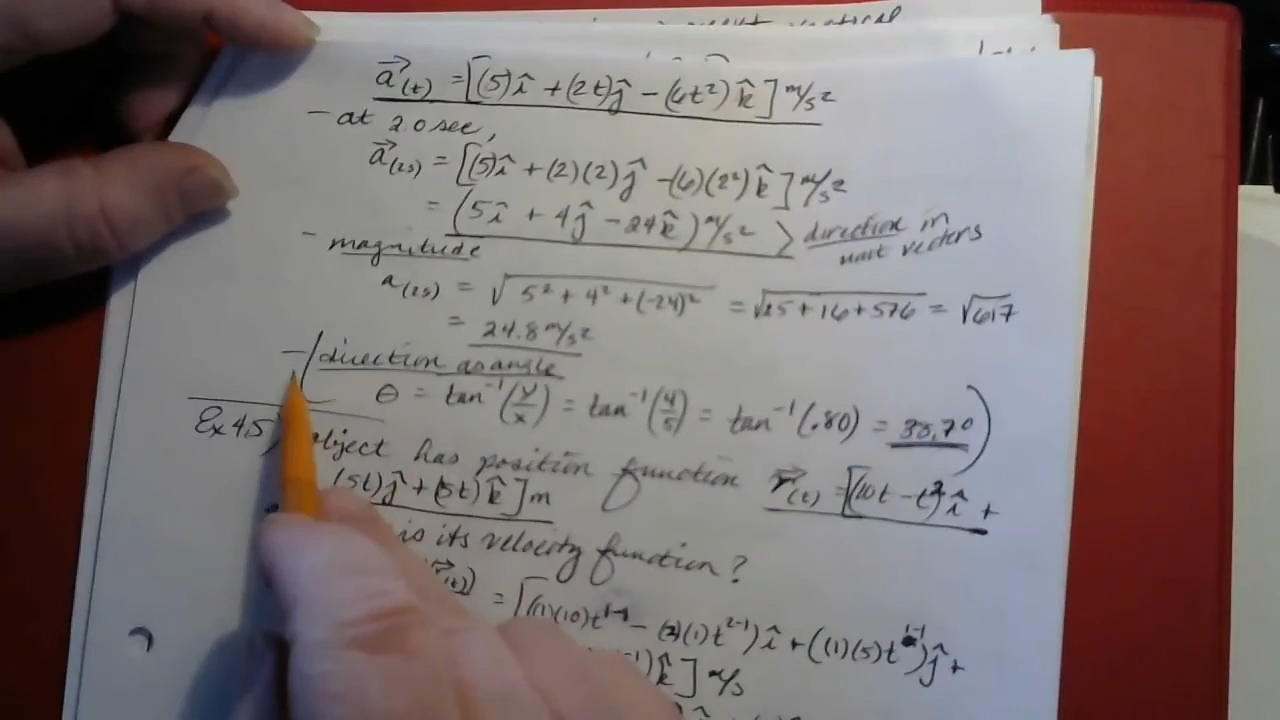 vertical
a⃗(t) = [(5)î + (2t)ĵ − (6t²)k̂] m/s²
– at 2.0 sec,
a⃗(2s) = [(5)î + (2)(2)ĵ − (6)(2²)k̂] m/s²
= (5î + 4ĵ − 24k̂) m/s² > direction in
unit vectors
– magnitude
a(2s) = √5² + 4² + (-24)² = √25 + 16 + 576 = √617
= 24.8 m/s²
– (direction as angle
θ = tan⁻¹(y/x) = tan⁻¹(4/5) = tan⁻¹(.80) = 38.7°)
Ex 4.5) object has position function r⃗(t) = [(10t − t²)î +
(5t)ĵ + (5t)k̂] m
is its velocity function?
r⃗(t)) = [((1)(10)t¹⁻¹ − (2)(1)t²⁻¹)î + ((1)(5)t¹⁻¹)ĵ +
⁻¹)k̂] m/s